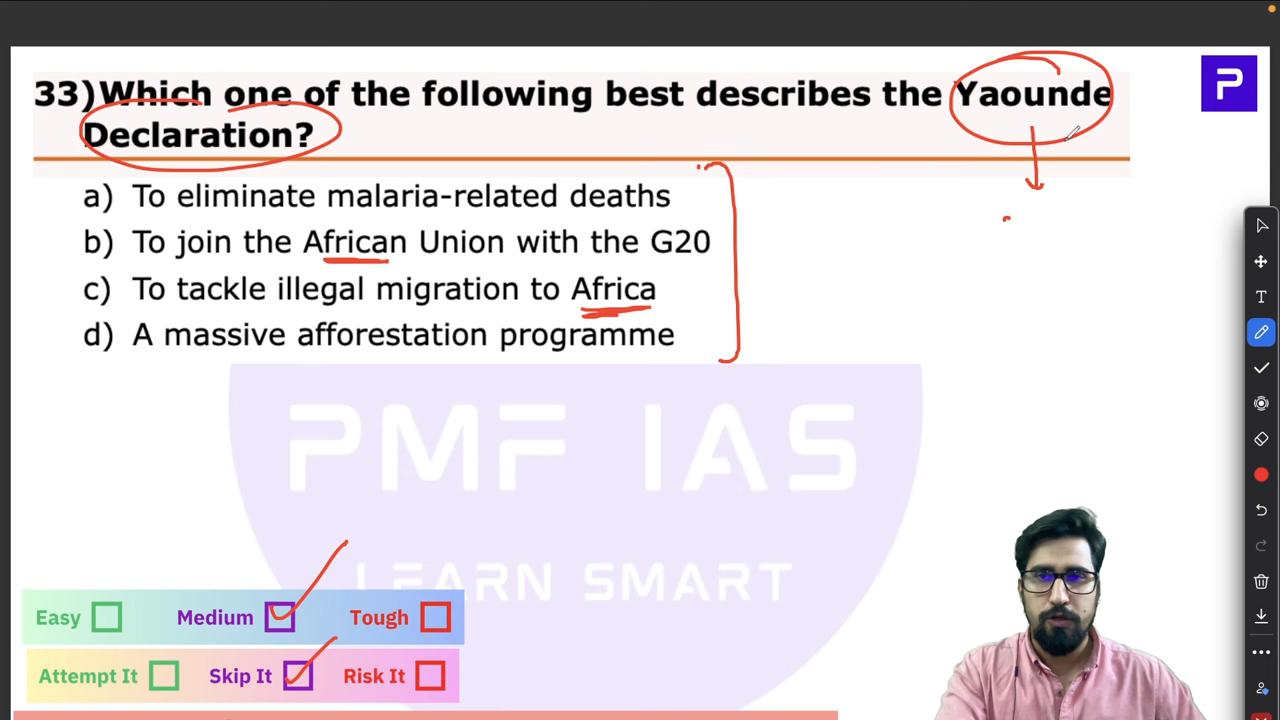 33)Which one of the following best describes the Yaounde
Declaration?
a) To eliminate malaria-related deaths
b) To join the African Union with the G20
c) To tackle illegal migration to Africa
d) A massive afforestation programme
PMF IAS
LEARN SMART
Easy Medium Tough
Attempt It Skip It Risk It